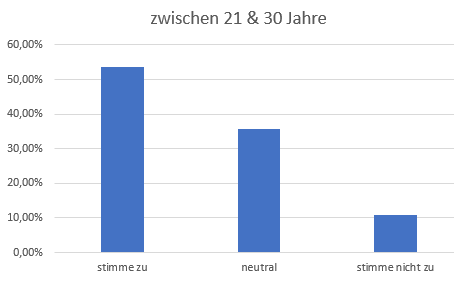 zwischen 21 & 30 Jahre
60,00%
50,00%
40,00%
30,00%
20,00%
10,00%
0,00%
stimme zu
neutral
stimme nicht zu